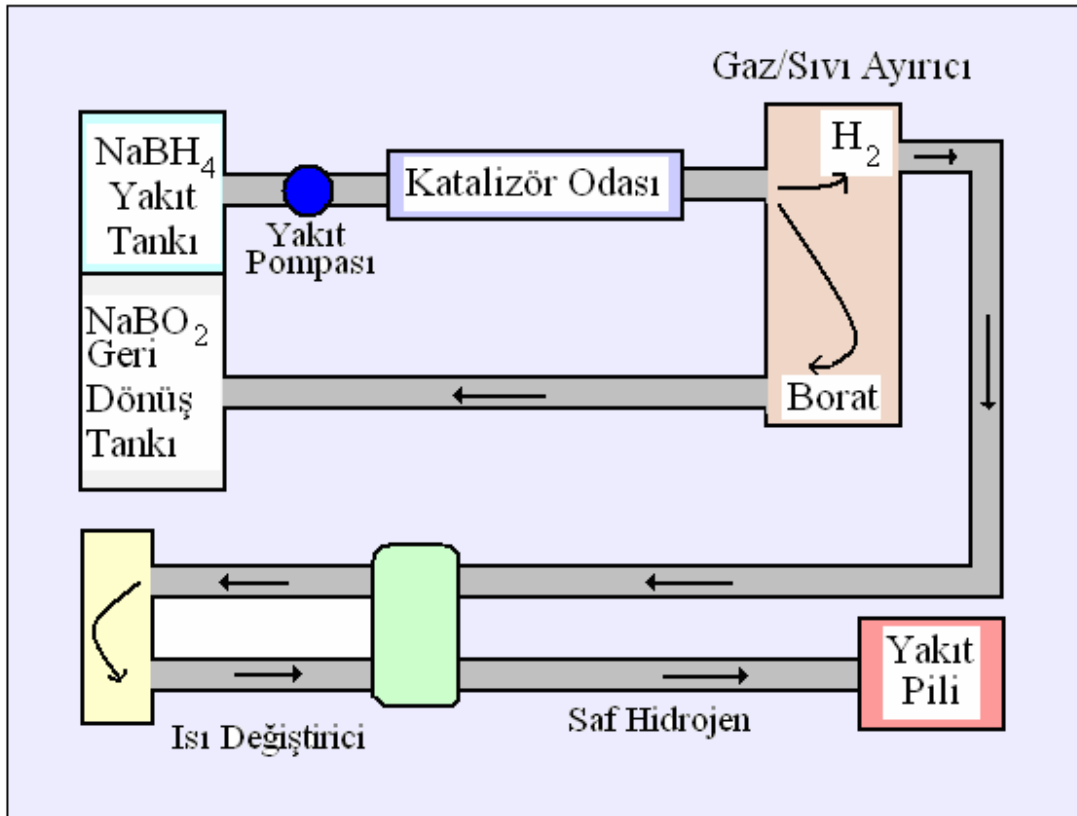 Gaz/Sıvı Ayırıcı
NaBH4
Yakıt
Tankı
Yakıt
Pompası
Katalizör Odası
H2
Borat
NaBO2
Geri
Dönüş
Tankı
Isı Değiştirici
Saf Hidrojen
Yakıt
Pili